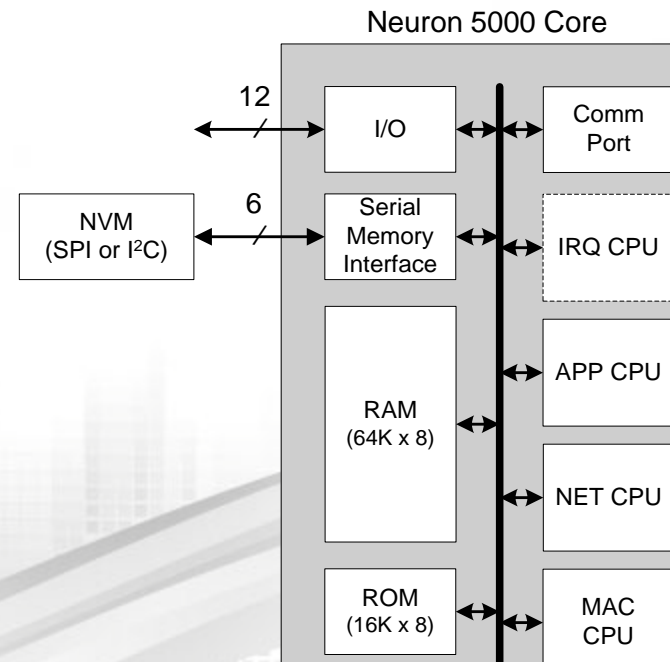 Neuron 5000 Core
12
I/O
Comm
Port
NVM
(SPI or I²C)
6
Serial
Memory
Interface
IRQ CPU
RAM
(64K x 8)
APP CPU
NET CPU
ROM
(16K x 8)
MAC
CPU